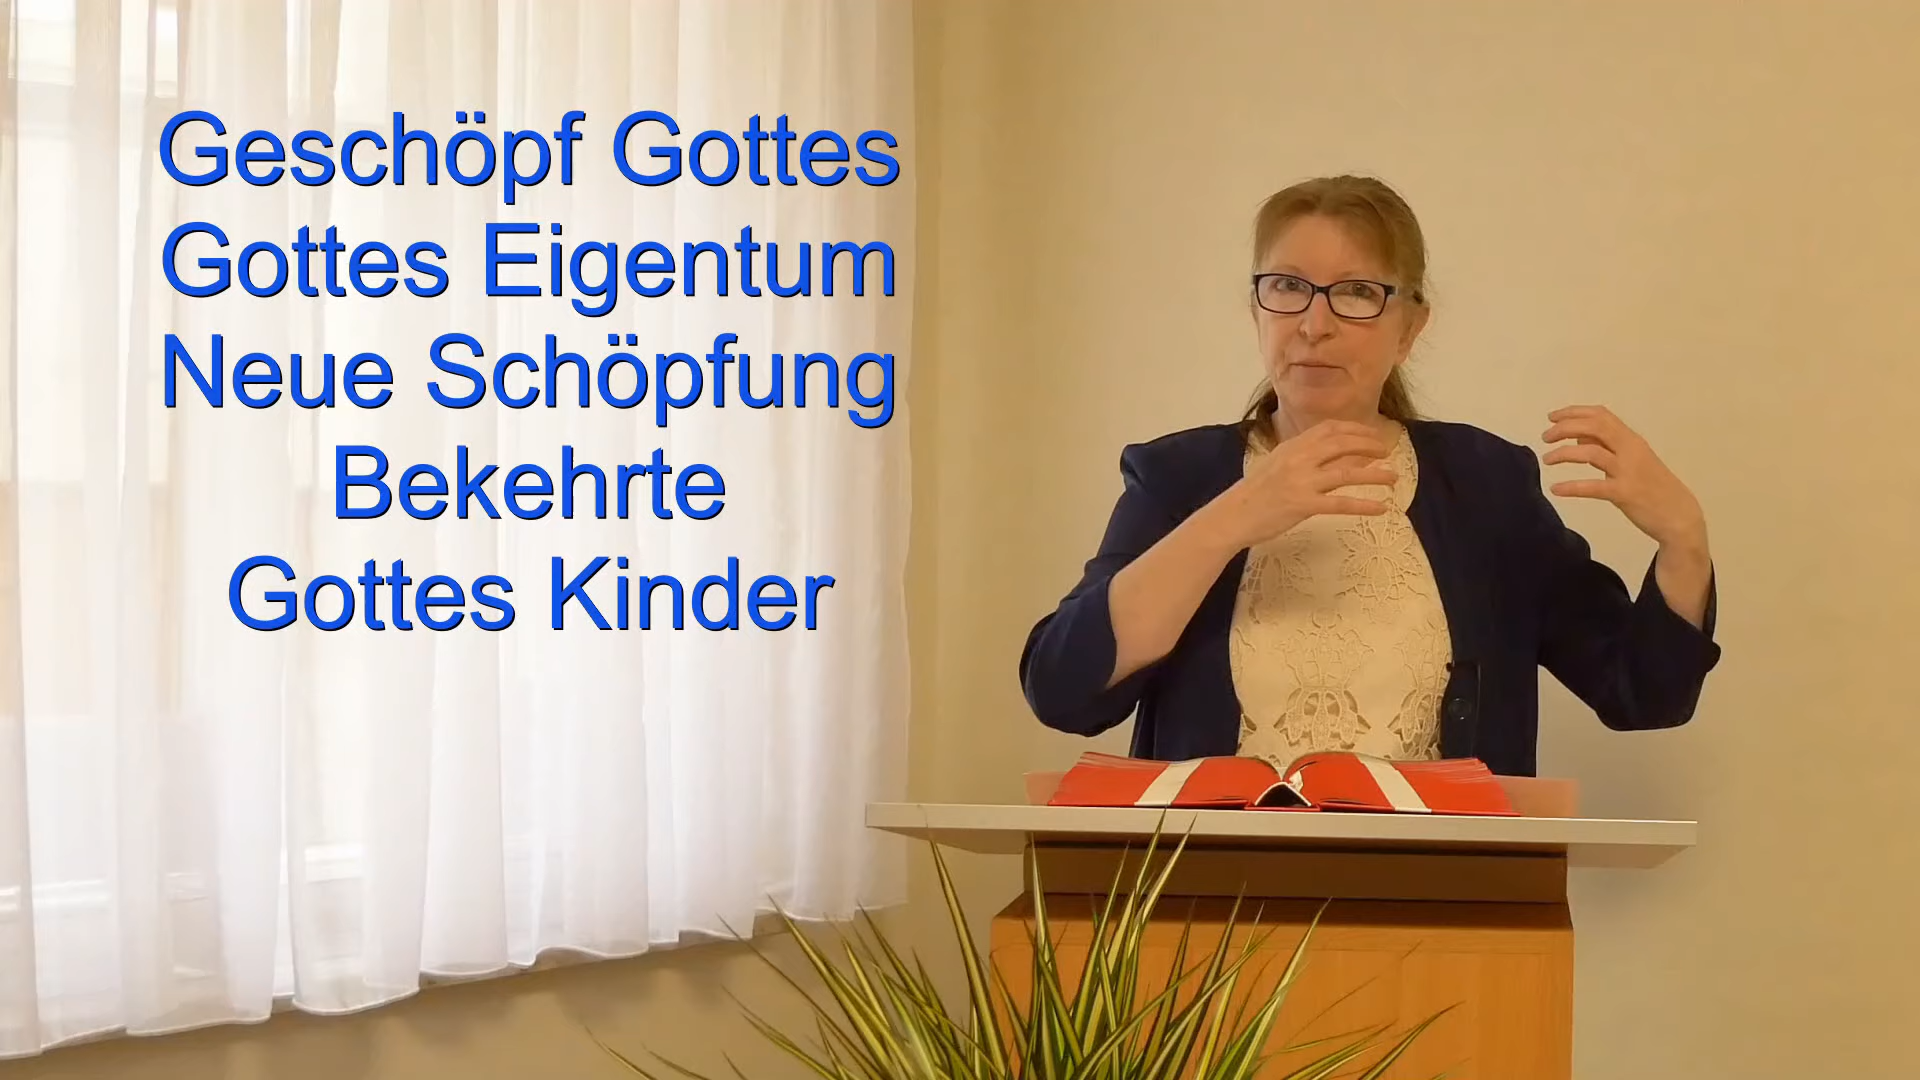 Geschöpf Gottes
Gottes Eigentum
Neue Schöpfung
Bekehrte
Gottes Kinder